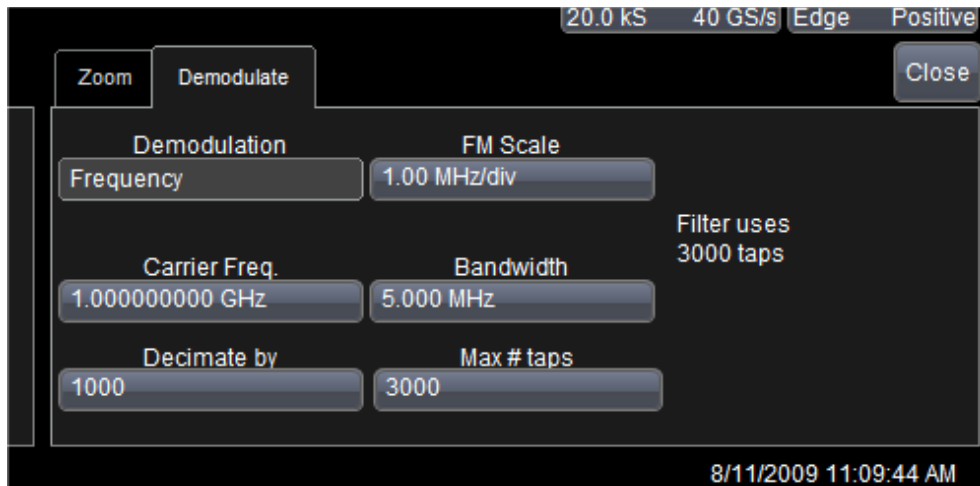 20.0 kS 40 GS/s Edge Positive
Zoom Demodulate Close
Demodulation FM Scale
Frequency 1.00 MHz/div
Filter uses
3000 taps
Carrier Freq. Bandwidth
1.000000000 GHz 5.000 MHz
Decimate by Max # taps
1000 3000
8/11/2009 11:09:44 AM